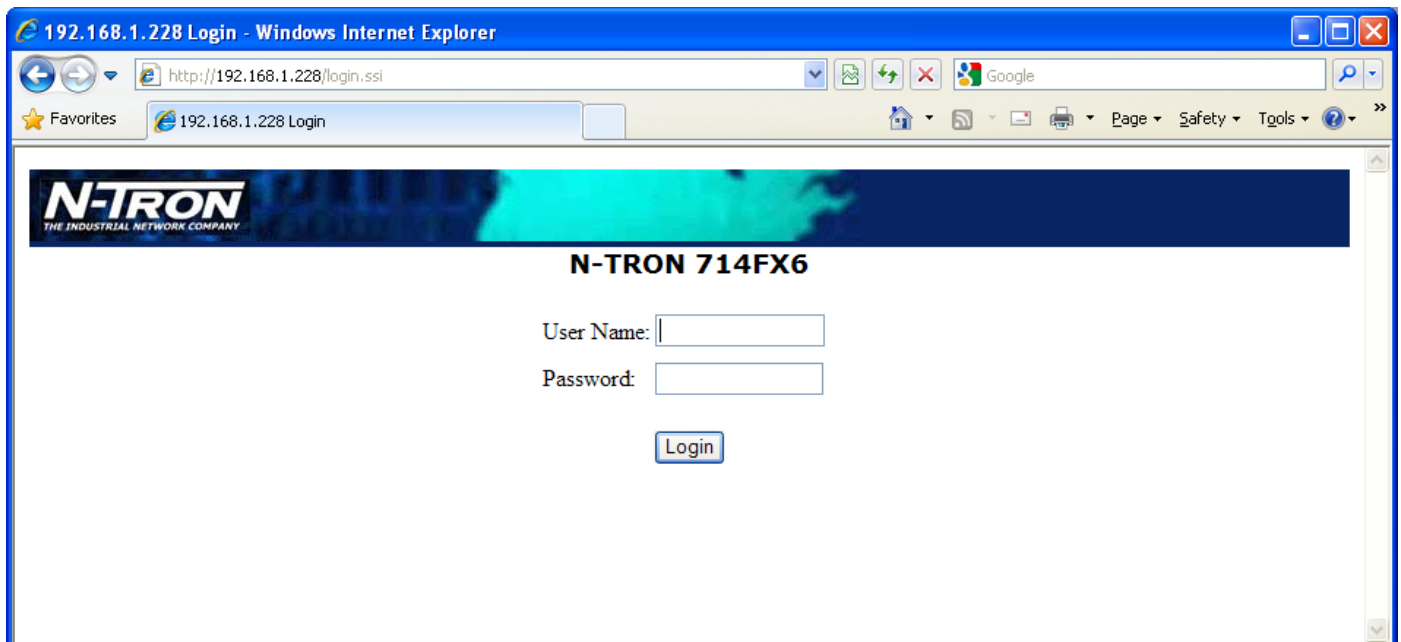 192.168.1.228 Login - Windows Internet Explorer
http://192.168.1.228/login.ssi
Google
Favorites
192.168.1.228 Login
Page
Safety
Tools
»
N-TRON
THE INDUSTRIAL NETWORK COMPANY
N-TRON 714FX6
User Name:
Password:
Login